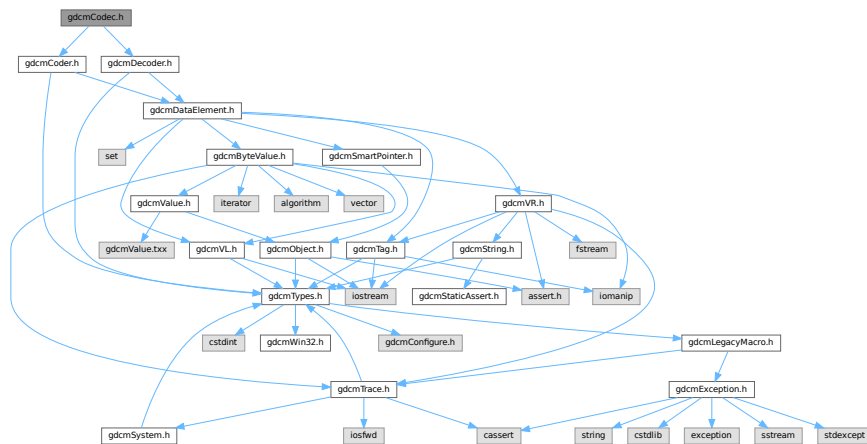 gdcmCodec.h
gdcmCoder.h
gdcmDecoder.h
gdcmDataElement.h
set
gdcmByteValue.h
gdcmSmartPointer.h
gdcmValue.h
iterator
algorithm
vector
gdcmVR.h
gdcmValue.txx
gdcmVL.h
gdcmObject.h
gdcmTag.h
gdcmString.h
fstream
gdcmTypes.h
iostream
gdcmStaticAssert.h
assert.h
iomanip
cstdint
gdcmWin32.h
gdcmConfigure.h
gdcmLegacyMacro.h
gdcmTrace.h
gdcmException.h
gdcmSystem.h
iosfwd
cassert
string
cstdlib
exception
sstream
stdexcept